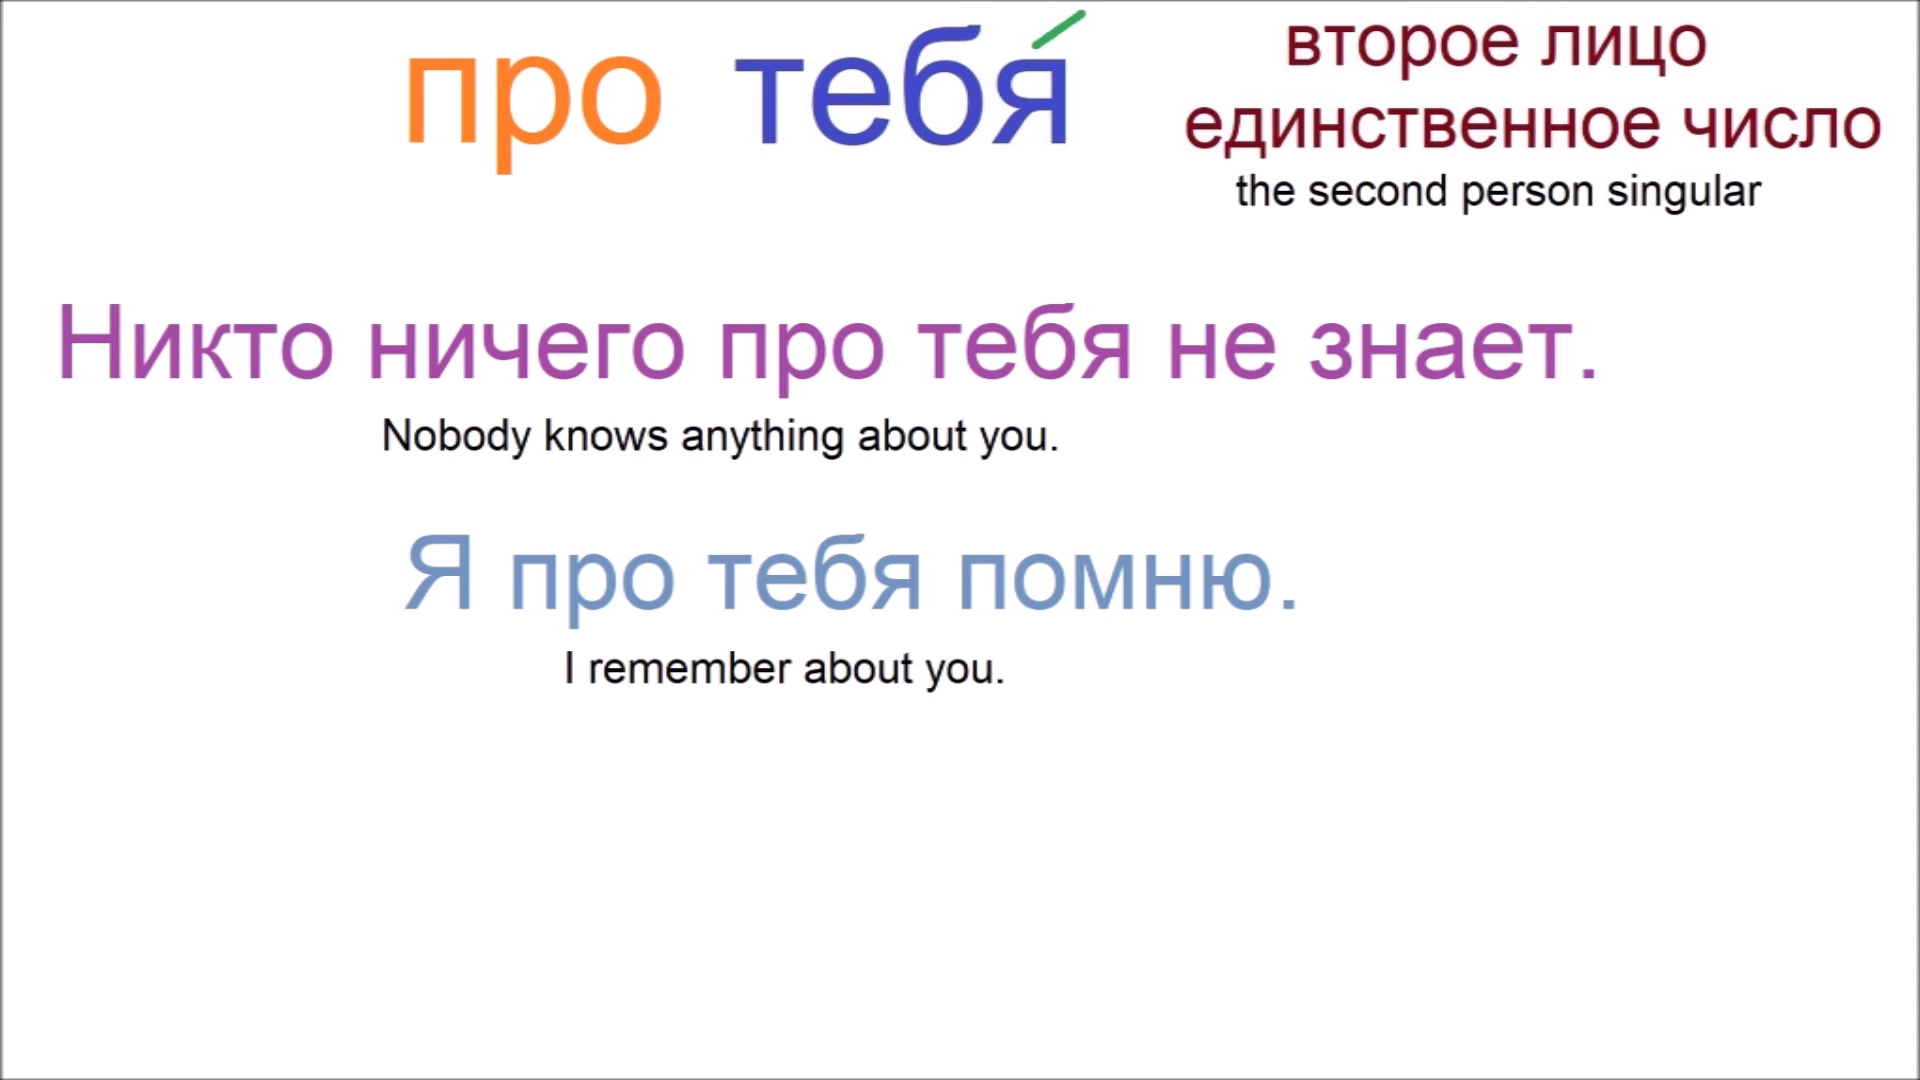 про тебя́
второе лицо
единственное число
the second person singular
Никто ничего про тебя не знает.
Nobody knows anything about you.
Я про тебя помню.
I remember about you.